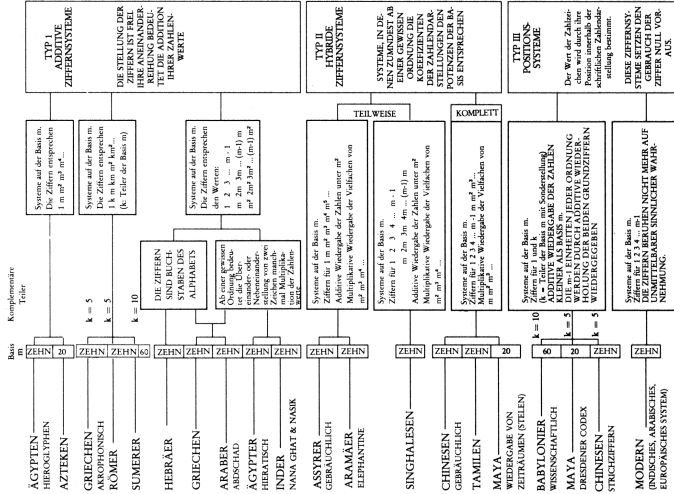 Komplementäre
Basis
m
Teiler
ÄGYPTEN
HIEROGLYPHEN
ZEHN
AZTEKEN
20
Systeme auf der Basis m.
Die Ziffern entsprechen
1 m m² m³ m⁴...
GRIECHEN
AKROPHONISCH
ZEHN
k = 5
RÖMER
ZEHN
k = 5
SUMERER
60
k = 10
Systeme auf der Basis m.
Die Ziffern entsprechen
1 k m km m² km²...
(k: Teiler der Basis m)
HEBRÄER
ZEHN
GRIECHEN
ZEHN
ARABER
ABDSCHAD
ZEHN
ÄGYPTER
HIERATISCH
ZEHN
INDER
NANA GHAT & NASIK
ZEHN
DIE ZIFFERN
SIND BUCH-
STABEN DES
ALPHABETS
Ab einer gewissen
Ordnung bedeu-
tet die Über-
einander- oder
Nebeneinander-
stellung von zwei
Zeichen manch-
mal Multiplika-
tion der Zahlen-
werte
Systeme auf der Basis m.
Die Ziffern entsprechen
den Werten:
1 2 3 ... m - 1
m 2m 3m ... (m-1) m
m² 2m² 3m² ... (m-1) m²
TYP 1
ADDITIVE
ZIFFERNSYSTEME
DIE STELLUNG DER
ZIFFERN IST FREI
IHRE ANEINANDER-
REIHUNG BEDEU-
TET DIE ADDITION
IHRER ZAHLEN-
WERTE
ASSYRER
GEBRÄUCHLICH
ZEHN
ARAMÄER
ELEPHANTINE
ZEHN
Systeme auf der Basis m.
Ziffern für 1 m m² m³ m⁴ m⁵ ...
Additive Wiedergabe der Zahlen unter m²
Multiplikative Wiedergabe der Vielfachen von
m² m³ m⁴...
SINGHALESEN
ZEHN
Systeme auf der Basis m.
Ziffern für 1 2 3 4 ... m - 1
m 2m 3m 4m ... (m-1) m
Additive Wiedergabe der Zahlen unter m²
Multiplikative Wiedergabe der Vielfachen von
m² m³ m⁴...
TEILWEISE
CHINESEN
GEBRÄUCHLICH
ZEHN
TAMILEN
ZEHN
MAYA
WIEDERGABE VON
ZEITRÄUMEN (STELEN)
20
Systeme auf der Basis m.
Ziffern für 1 2 3 4 ... m -1 m m² m³...
Multiplikative Wiedergabe der Vielfachen von
m m² m³ ...
KOMPLETT
TYP II
HYBRIDE
ZIFFERNSYSTEME
SYSTEME, IN DE-
NEN ZUMINDEST AB
EINER GEWISSEN
ORDNUNG DIE
KOEFFIZIENTEN
DER ZAHLENDAR-
STELLUNGEN DEN
POTENZEN DER BA-
SIS ENTSPRECHEN
BABYLONIER
WISSENSCHAFTLICH
60
k = 10
MAYA
DRESDENER CODEX
20
k = 5
CHINESEN
STRICHZIFFERN
ZEHN
k = 5
Systeme auf der Basis m.
Ziffern für 1 und k
(k = Teiler der Basis m mit Sonderstellung)
ADDITIVE WIEDERGABE DER ZAHLEN
KLEINER ALS BASIS m.
DIE m-1 EINHEITEN JEDER ORDNUNG
WERDEN DURCH ADDITIVE WIEDER-
HOLUNG DER BEIDEN GRUNDZIFFERN
WIEDERGEGEBEN
MODERN
(INDISCHES, ARABISCHES,
EUROPÄISCHES SYSTEM)
ZEHN
Systeme auf der Basis m.
Ziffern für 1 2 3 4 ... m-1
DIE ZIFFERN BERUHEN NICHT MEHR AUF
UNMITTELBARER SINNLICHER WAHR-
NEHMUNG.
TYP III
POSITIONS-
SYSTEME
Der Wert der Zahlzei-
chen wird durch ihre
Position innerhalb der
schriftlichen Zahlendar-
stellung bestimmt.
DIESE ZIFFERNSY-
STEME SETZEN DEN
GEBRAUCH DER
ZIFFER NULL VOR-
AUS.